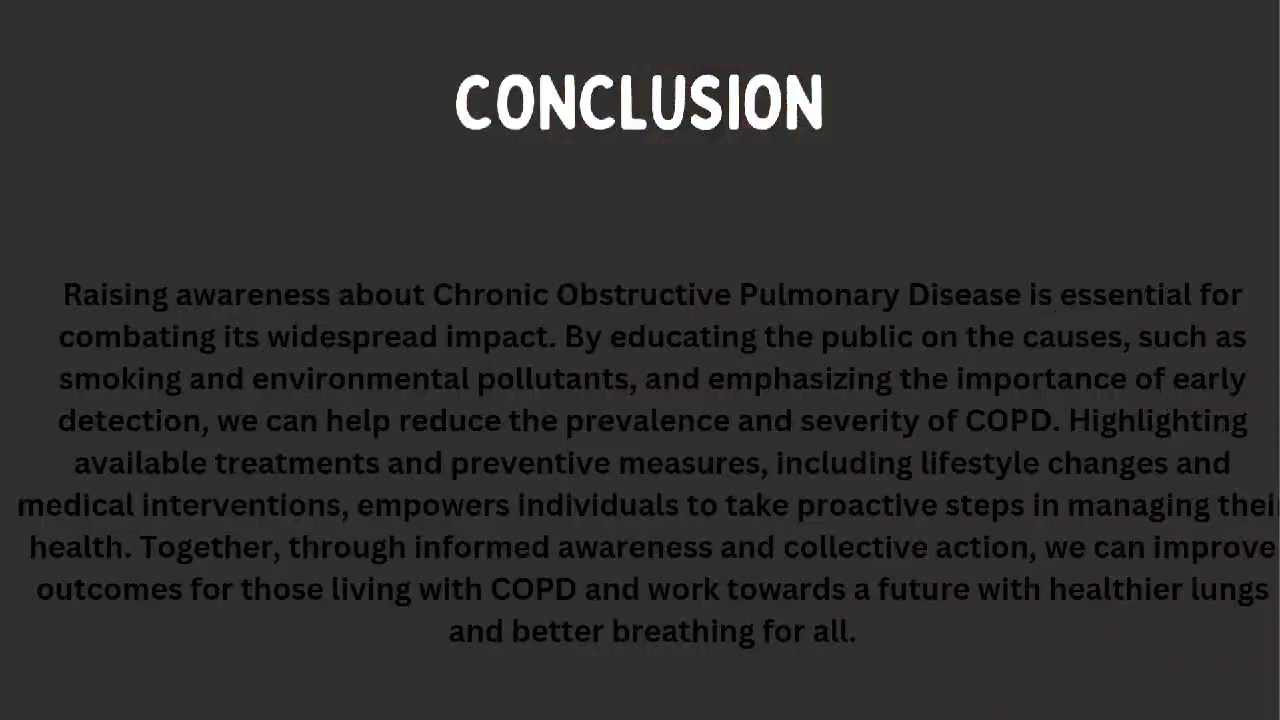 CONCLUSION
Raising awareness about Chronic Obstructive Pulmonary Disease is essential for
combating its widespread impact. By educating the public on the causes, such as
smoking and environmental pollutants, and emphasizing the importance of early
detection, we can help reduce the prevalence and severity of COPD. Highlighting
available treatments and preventive measures, including lifestyle changes and
medical interventions, empowers individuals to take proactive steps in managing their
health. Together, through informed awareness and collective action, we can improve
outcomes for those living with COPD and work towards a future with healthier lungs
and better breathing for all.